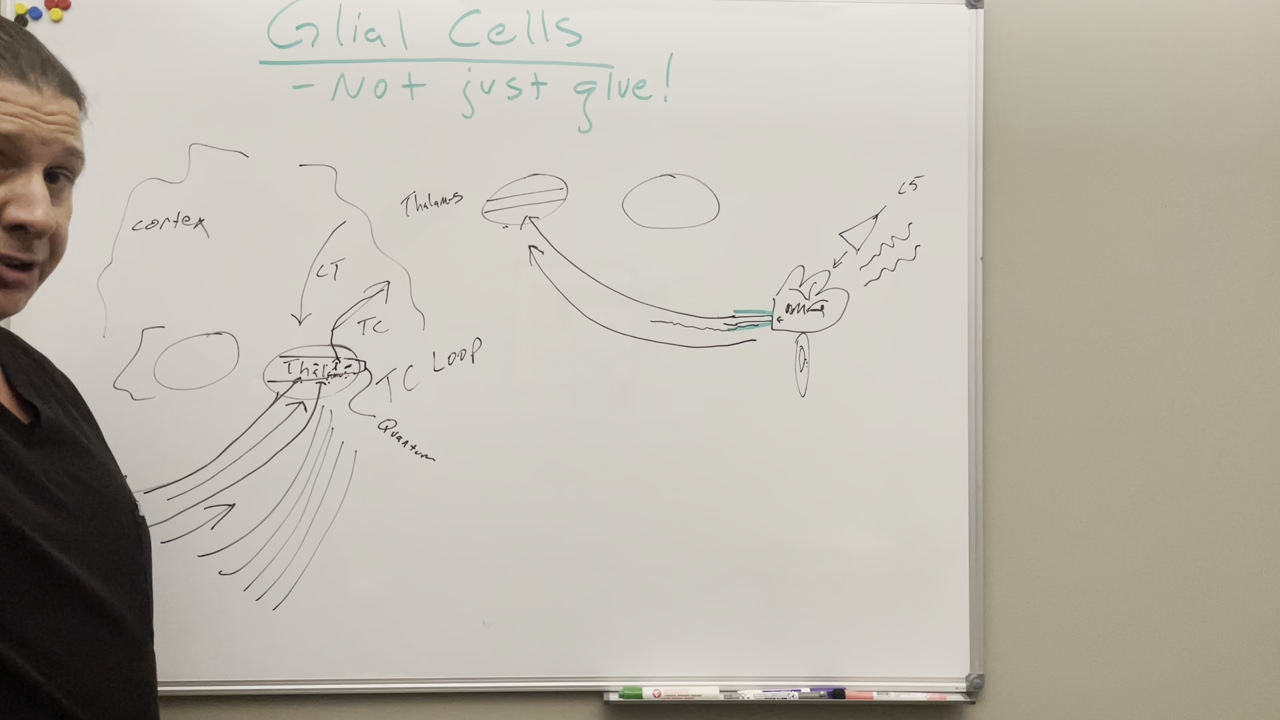 Glial Cells
- Not just glue!
cortex
Thalamus
L5
CT
TC
TC LOOP
Quantum